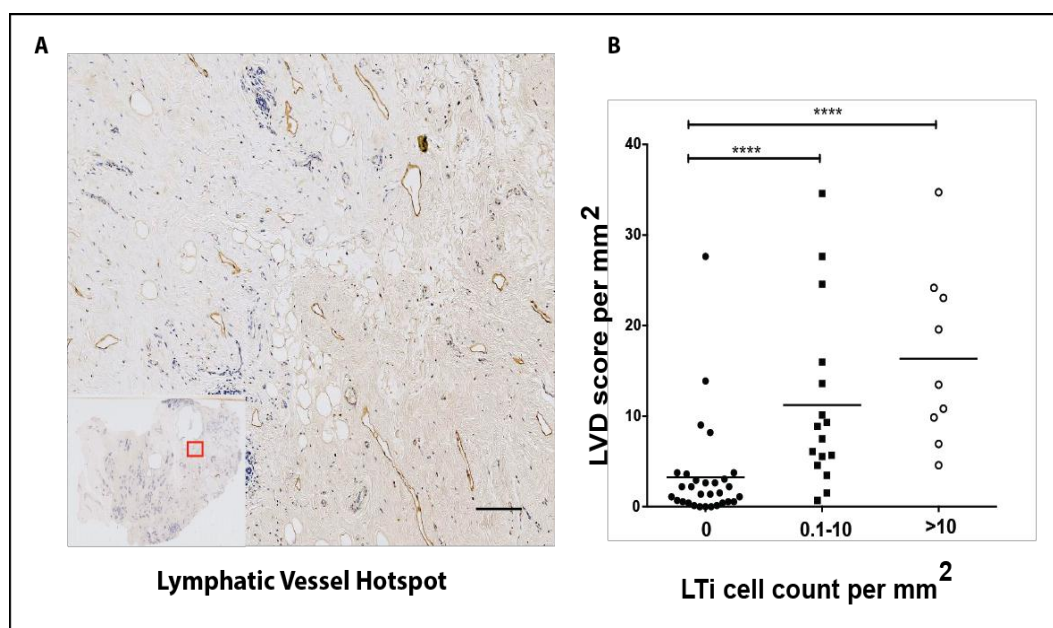 A
B
Lymphatic Vessel Hotspot
****
****
40
30
20
10
0
LVD score per mm2
0 0.1-10 >10
LTi cell count per mm2